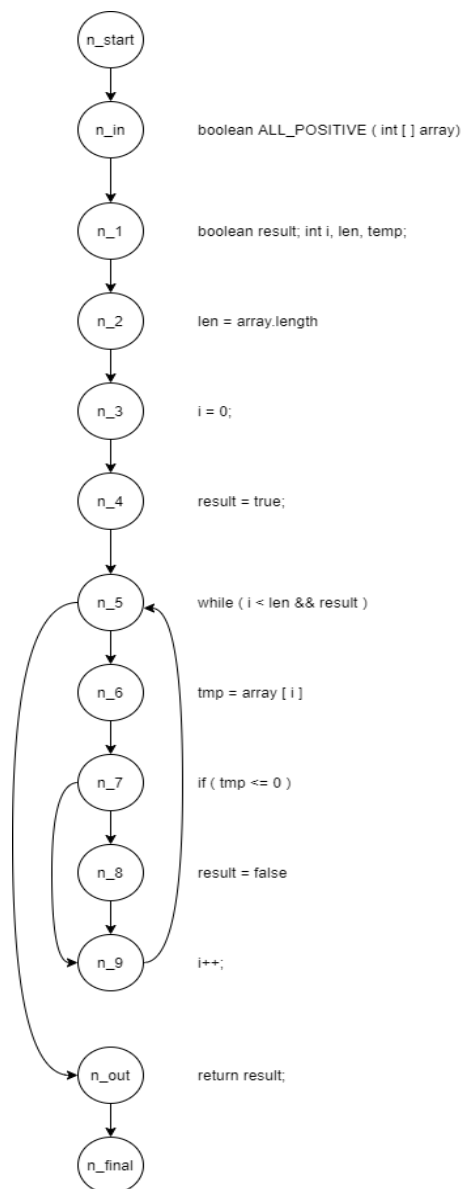 n_start
n_in boolean ALL_POSITIVE ( int [ ] array)
n_1 boolean result; int i, len, temp;
n_2 len = array.length
n_3 i = 0;
n_4 result = true;
n_5 while ( i < len && result )
n_6 tmp = array [ i ]
n_7 if ( tmp <= 0 )
n_8 result = false
n_9 i++;
n_out return result;
n_final